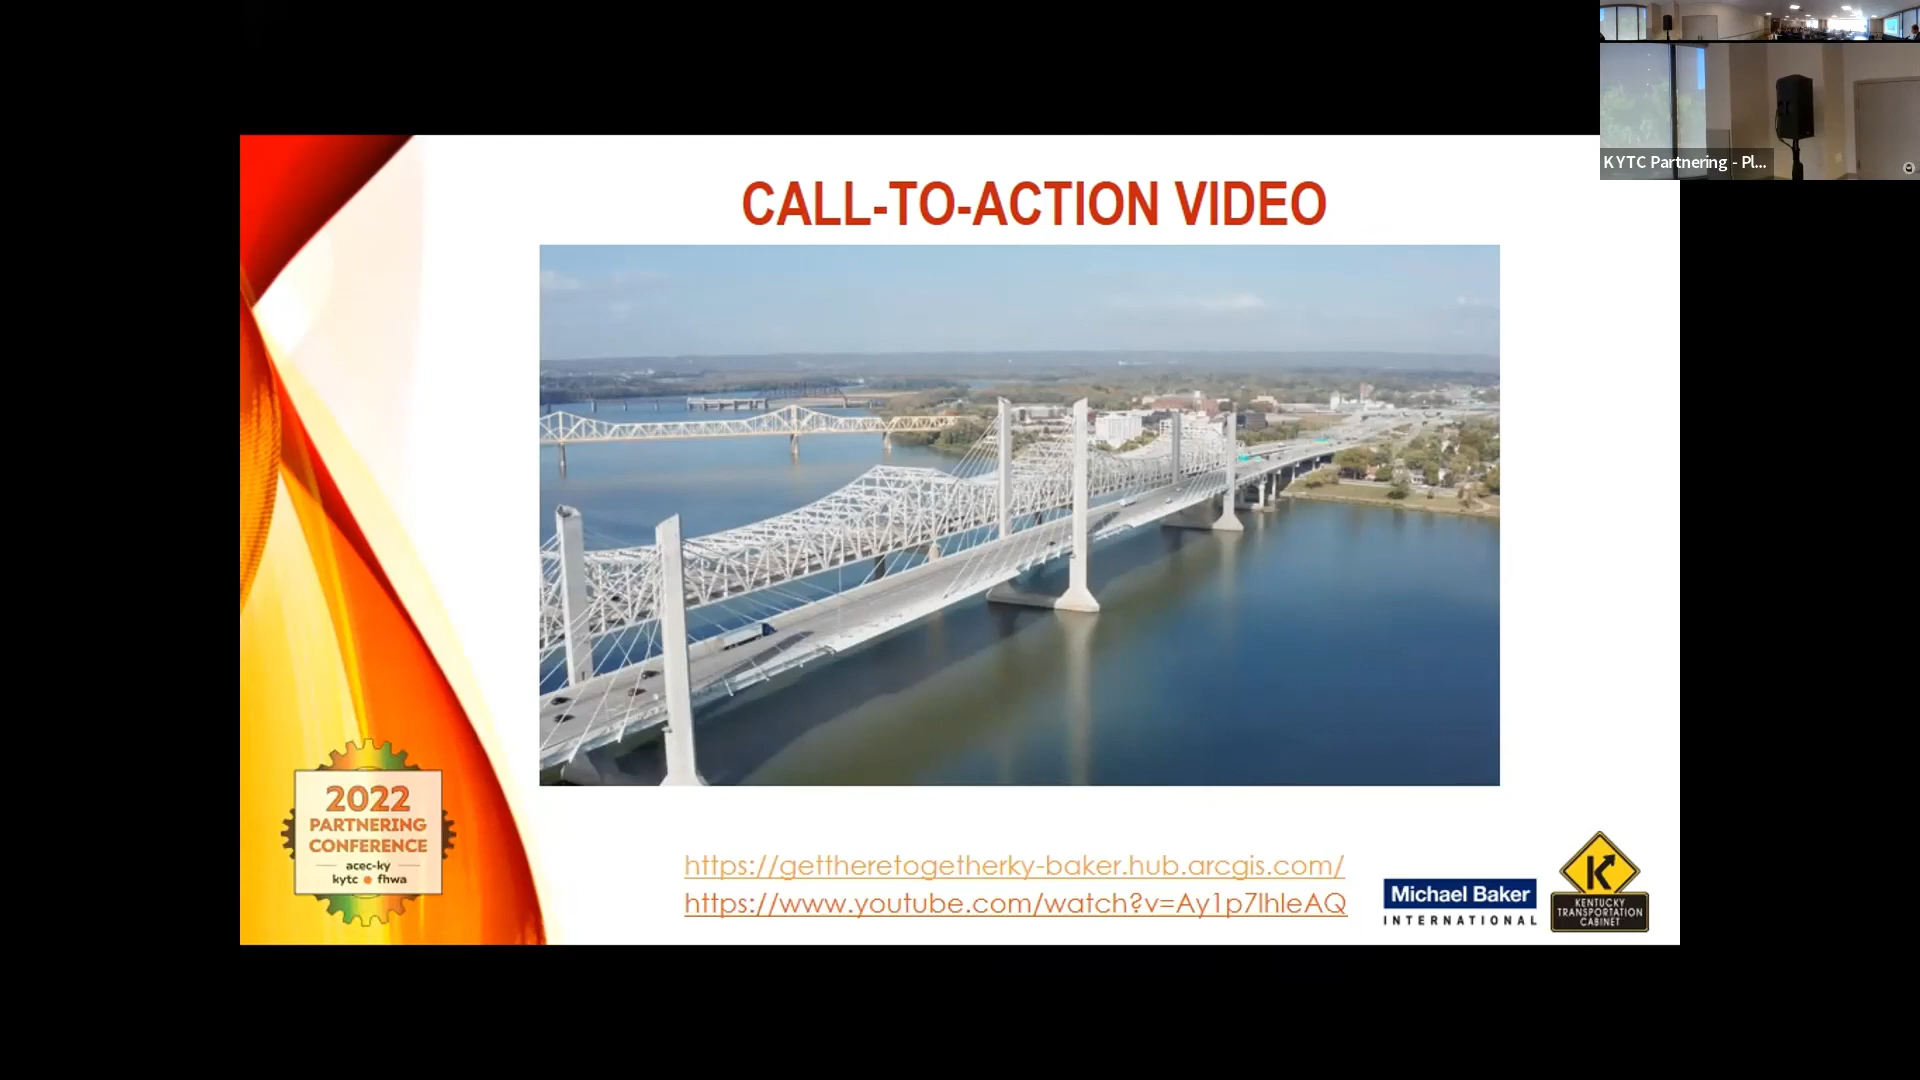 KYTC Partnering - Pl...
CALL-TO-ACTION VIDEO
2022
PARTNERING
CONFERENCE
acec-ky
kytc fhwa
https://gettheretogetherky-baker.hub.arcgis.com/
https://www.youtube.com/watch?v=Ay1p7lhleAQ
Michael Baker
INTERNATIONAL
K
KENTUCKY
TRANSPORTATION
CABINET